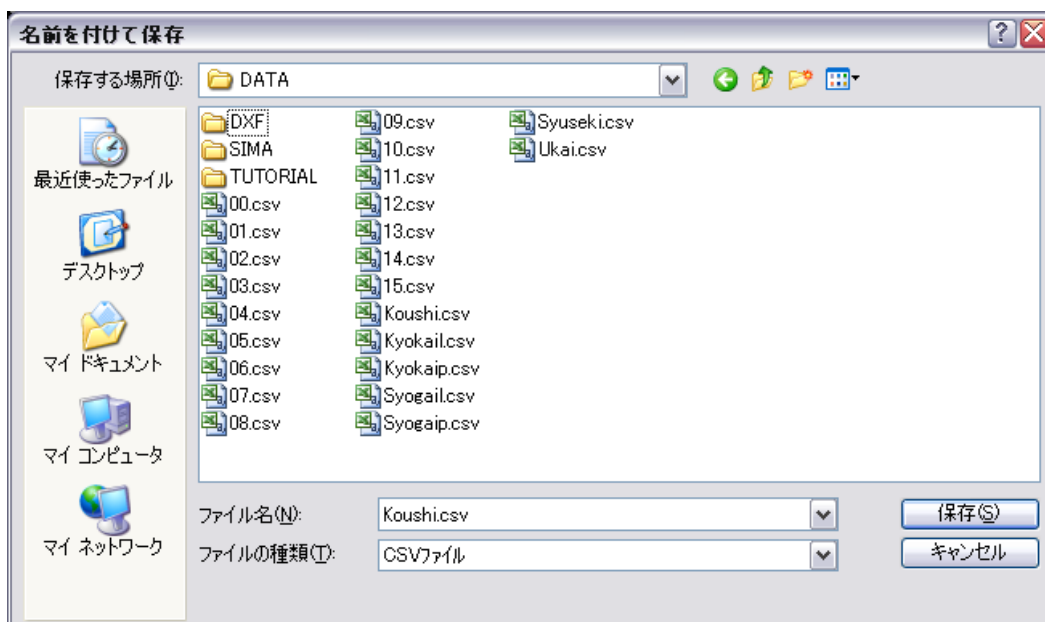 名前を付けて保存
保存する場所(I):
DATA
最近使ったファイル
デスクトップ
マイ ドキュメント
マイ コンピュータ
マイ ネットワーク
DXF
SIMA
TUTORIAL
00.csv
01.csv
02.csv
03.csv
04.csv
05.csv
06.csv
07.csv
08.csv
09.csv
10.csv
11.csv
12.csv
13.csv
14.csv
15.csv
Koushi.csv
Kyokail.csv
Kyokaip.csv
Syogail.csv
Syogaip.csv
Syuseki.csv
Ukai.csv
ファイル名(N):
Koushi.csv
保存(S)
ファイルの種類(T):
CSVファイル
キャンセル